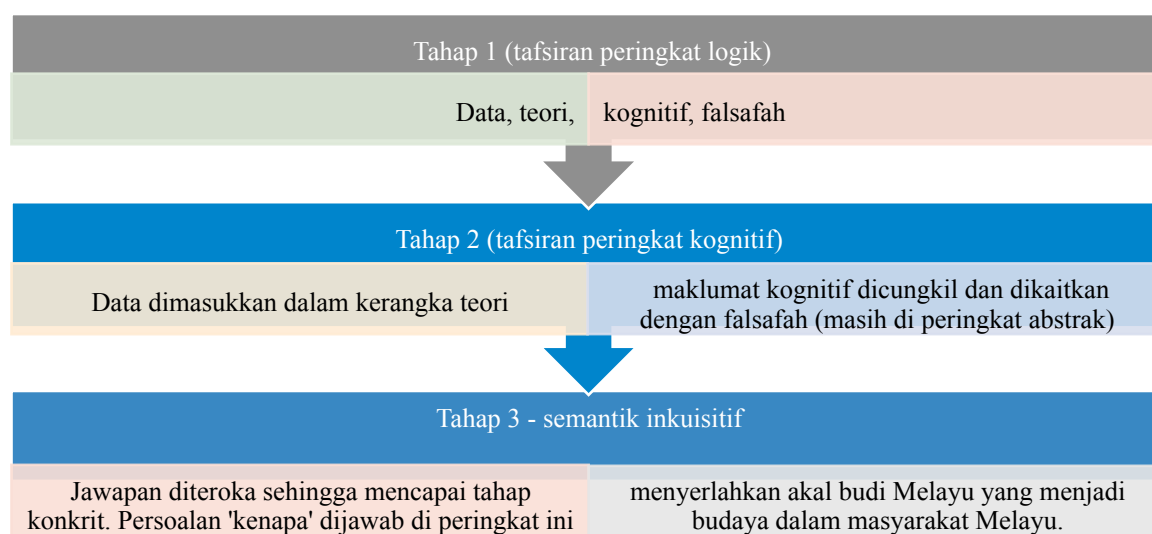 Tahap 1 (tafsiran peringkat logik)
Data, teori, kognitif, falsafah
Tahap 2 (tafsiran peringkat kognitif)
Data dimasukkan dalam kerangka teori
maklumat kognitif dicungkil dan dikaitkan
dengan falsafah (masih di peringkat abstrak)
Tahap 3 - semantik inkuisitif
Jawapan diteroka sehingga mencapai tahap
konkrit. Persoalan 'kenapa' dijawab di peringkat ini
menyerlahkan akal budi Melayu yang menjadi
budaya dalam masyarakat Melayu.